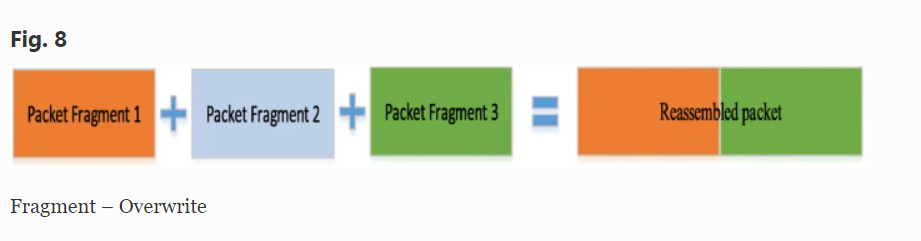 Fig. 8
Packet Fragment 1 + Packet Fragment 2 + Packet Fragment 3 = Reassembled packet
Fragment – Overwrite